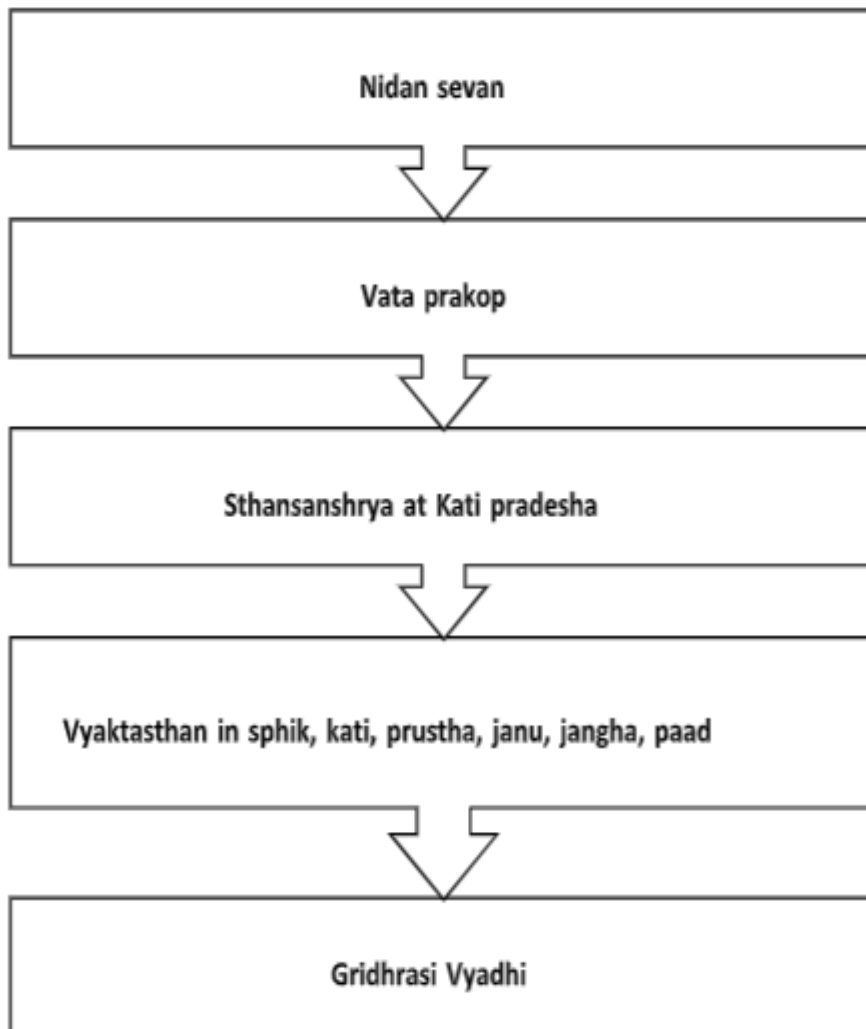 Nidan sevan
Vata prakop
Sthansanshrya at Kati pradesha
Vyaktasthan in sphik, kati, prustha, janu, jangha, paad
Gridhrasi Vyadhi